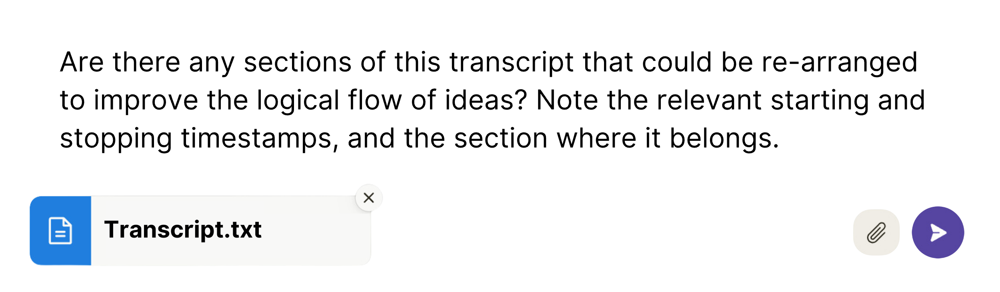 Are there any sections of this transcript that could be re-arranged
to improve the logical flow of ideas? Note the relevant starting and
stopping timestamps, and the section where it belongs.
Transcript.txt